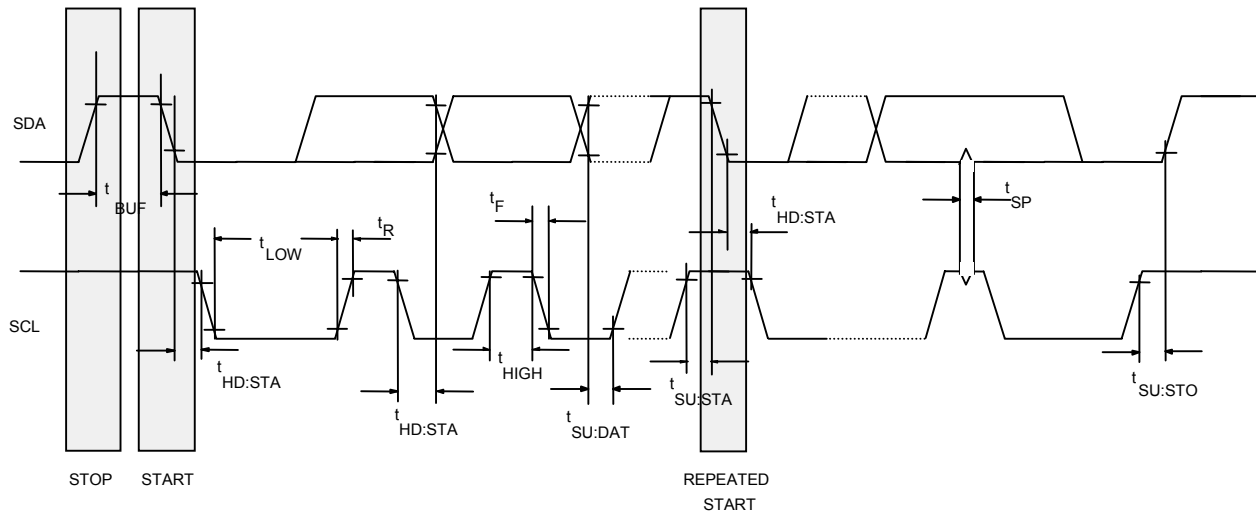 SDA
t BUF
t F
t R
t LOW
t HD:STA
t SP
SCL
t HD:STA
t HIGH
t HD:STA
t SU:DAT
t SU:STA
t SU:STO
STOP
START
REPEATED
START